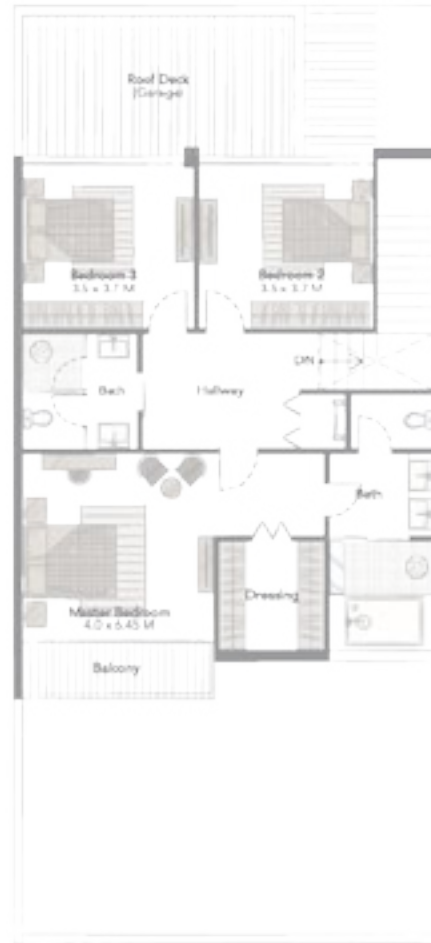 Roof Deck
(Garage)
Bedroom 3
3.5 x 3.7 M
Bedroom 2
3.5 x 3.7 M
DN
Bath
Hallway
Bath
Dressing
Master Bedroom
4.0 x 6.45 M
Balcony